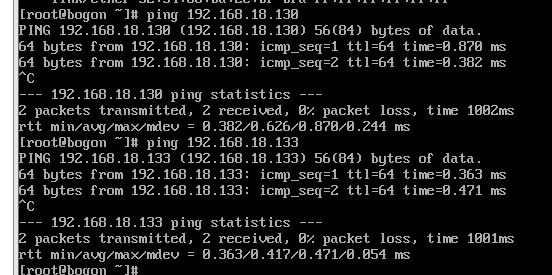 [root@bogon ~]# ping 192.168.18.130
PING 192.168.18.130 (192.168.18.130) 56(84) bytes of data.
64 bytes from 192.168.18.130: icmp_seq=1 ttl=64 time=0.870 ms
64 bytes from 192.168.18.130: icmp_seq=2 ttl=64 time=0.382 ms
^C
--- 192.168.18.130 ping statistics ---
2 packets transmitted, 2 received, 0% packet loss, time 1002ms
rtt min/avg/max/mdev = 0.382/0.626/0.870/0.244 ms
[root@bogon ~]# ping 192.168.18.133
PING 192.168.18.133 (192.168.18.133) 56(84) bytes of data.
64 bytes from 192.168.18.133: icmp_seq=1 ttl=64 time=0.363 ms
64 bytes from 192.168.18.133: icmp_seq=2 ttl=64 time=0.471 ms
^C
--- 192.168.18.133 ping statistics ---
2 packets transmitted, 2 received, 0% packet loss, time 1001ms
rtt min/avg/max/mdev = 0.363/0.417/0.471/0.054 ms
[root@bogon ~]#